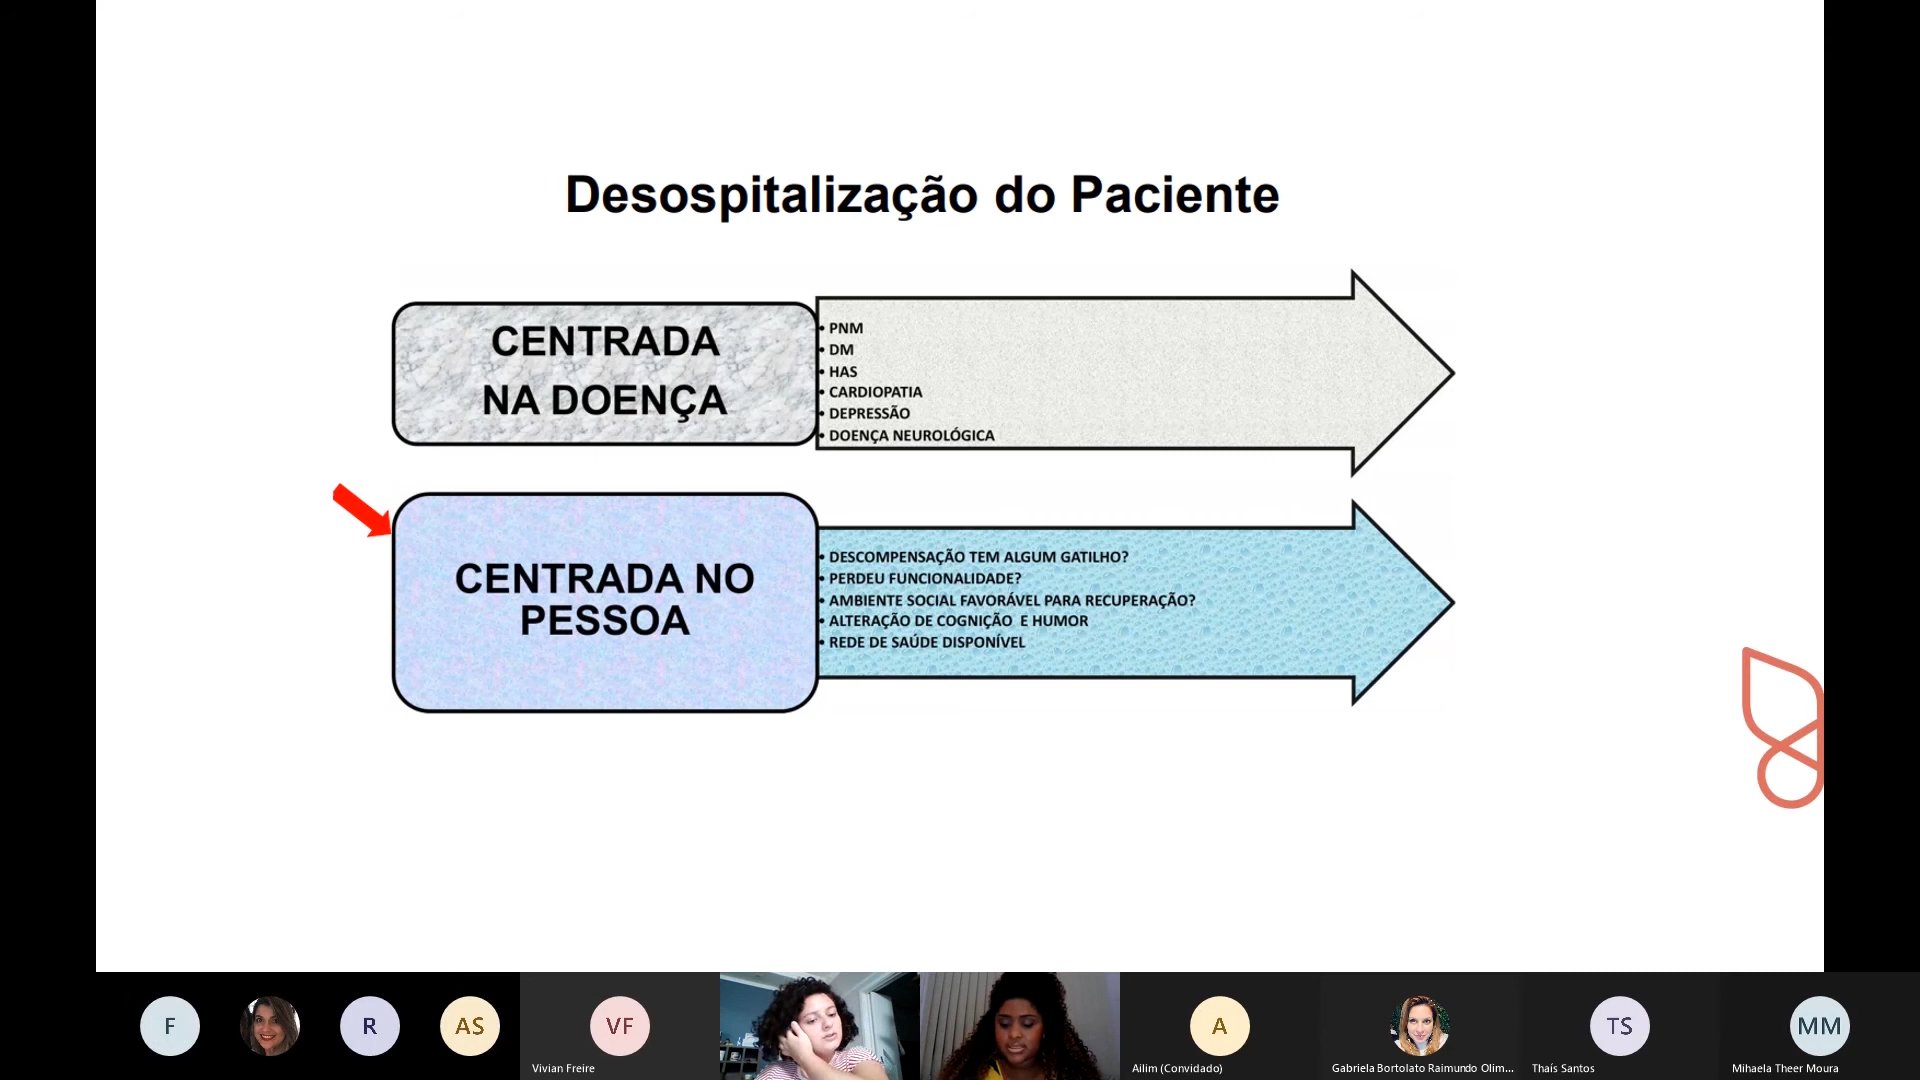 Desospitalização do Paciente
CENTRADA
NA DOENÇA
• PNM
• DM
• HAS
• CARDIOPATIA
• DEPRESSÃO
• DOENÇA NEUROLÓGICA
CENTRADA NO
PESSOA
• DESCOMPENSAÇÃO TEM ALGUM GATILHO?
• PERDEU FUNCIONALIDADE?
• AMBIENTE SOCIAL FAVORÁVEL PARA RECUPERAÇÃO?
• ALTERAÇÃO DE COGNIÇÃO E HUMOR
• REDE DE SAÚDE DISPONÍVEL
F
R
AS
VF
A
TS
MM
Vivian Freire
Ailim (Convidado)
Gabriela Bortolato Raimundo Olim...
Thaís Santos
Mihaela Theer Moura